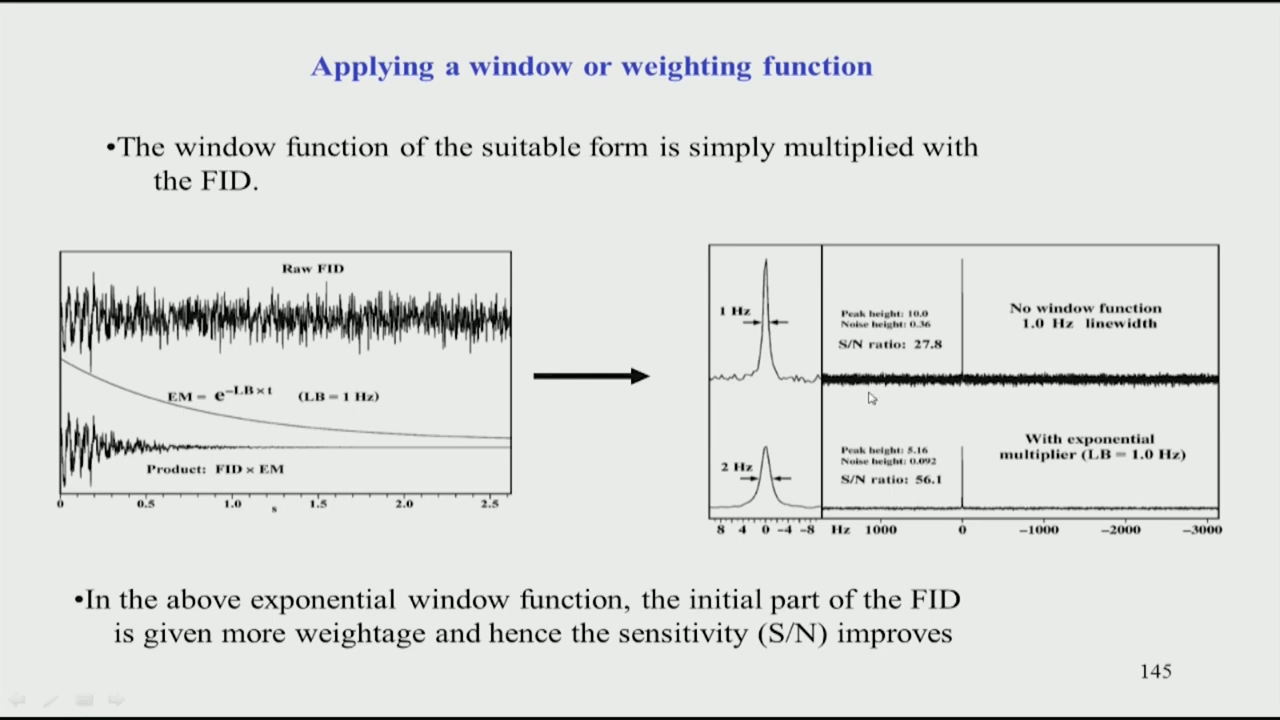 Applying a window or weighting function
•The window function of the suitable form is simply multiplied with
the FID.
Raw FID
EM = e^-LB×t (LB = 1 Hz)
Product: FID × EM
0 0.5 1.0 1.5 2.0 2.5
s
1 Hz
Peak height: 10.0
Noise height: 0.36
S/N ratio: 27.8
No window function
1.0 Hz linewidth
2 Hz
Peak height: 5.16
Noise height: 0.092
S/N ratio: 56.1
With exponential
multiplier (LB = 1.0 Hz)
8 4 0 -4 -8 Hz 1000 0 -1000 -2000 -3000
•In the above exponential window function, the initial part of the FID
is given more weightage and hence the sensitivity (S/N) improves
145